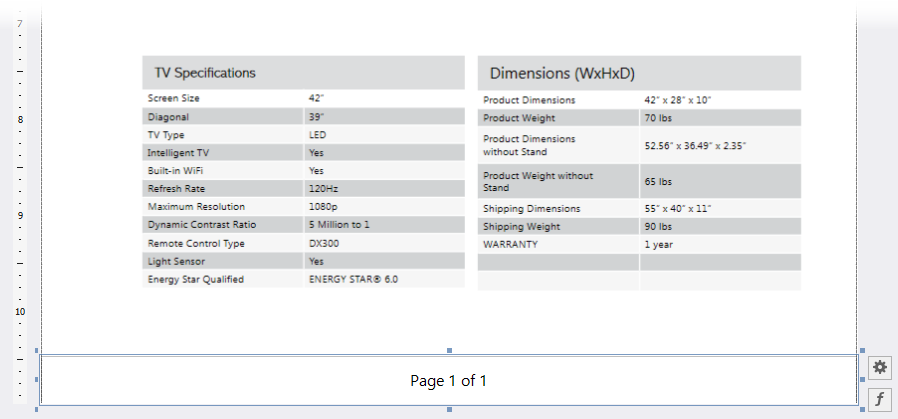 7
8
9
10
TV Specifications
Screen Size 42"
Diagonal 39"
TV Type LED
Intelligent TV Yes
Built-in WiFi Yes
Refresh Rate 120Hz
Maximum Resolution 1080p
Dynamic Contrast Ratio 5 Million to 1
Remote Control Type DX300
Light Sensor Yes
Energy Star Qualified ENERGY STAR® 6.0
Dimensions (WxHxD)
Product Dimensions 42" x 28" x 10"
Product Weight 70 lbs
Product Dimensions
without Stand 52.56" x 36.49" x 2.35"
Product Weight without
Stand 65 lbs
Shipping Dimensions 55" x 40" x 11"
Shipping Weight 90 lbs
WARRANTY 1 year
Page 1 of 1
f